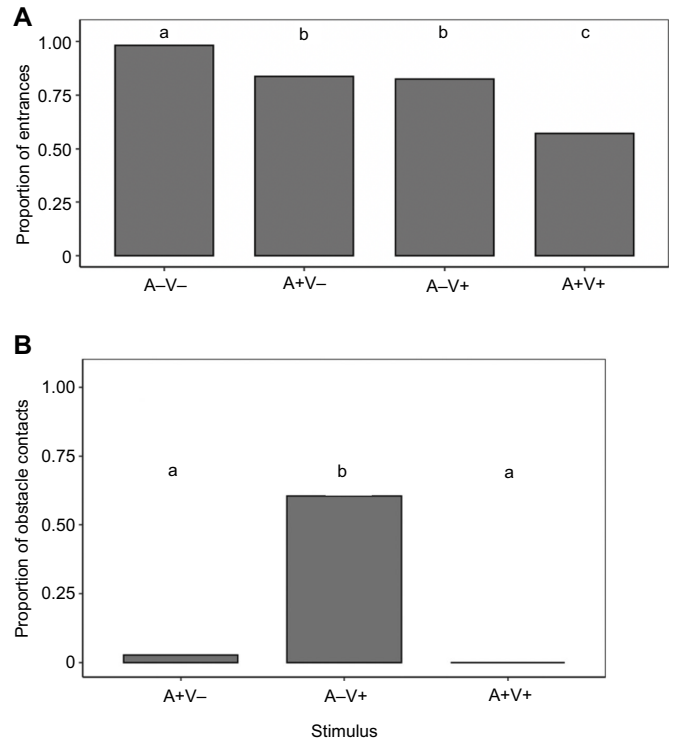 A
a b b c
1.00
0.75
0.50
0.25
0
Proportion of entrances
A–V– A+V– A–V+ A+V+
B
1.00
0.75
0.50
0.25
0
Proportion of obstacle contacts
a b a
A+V– A–V+ A+V+
Stimulus